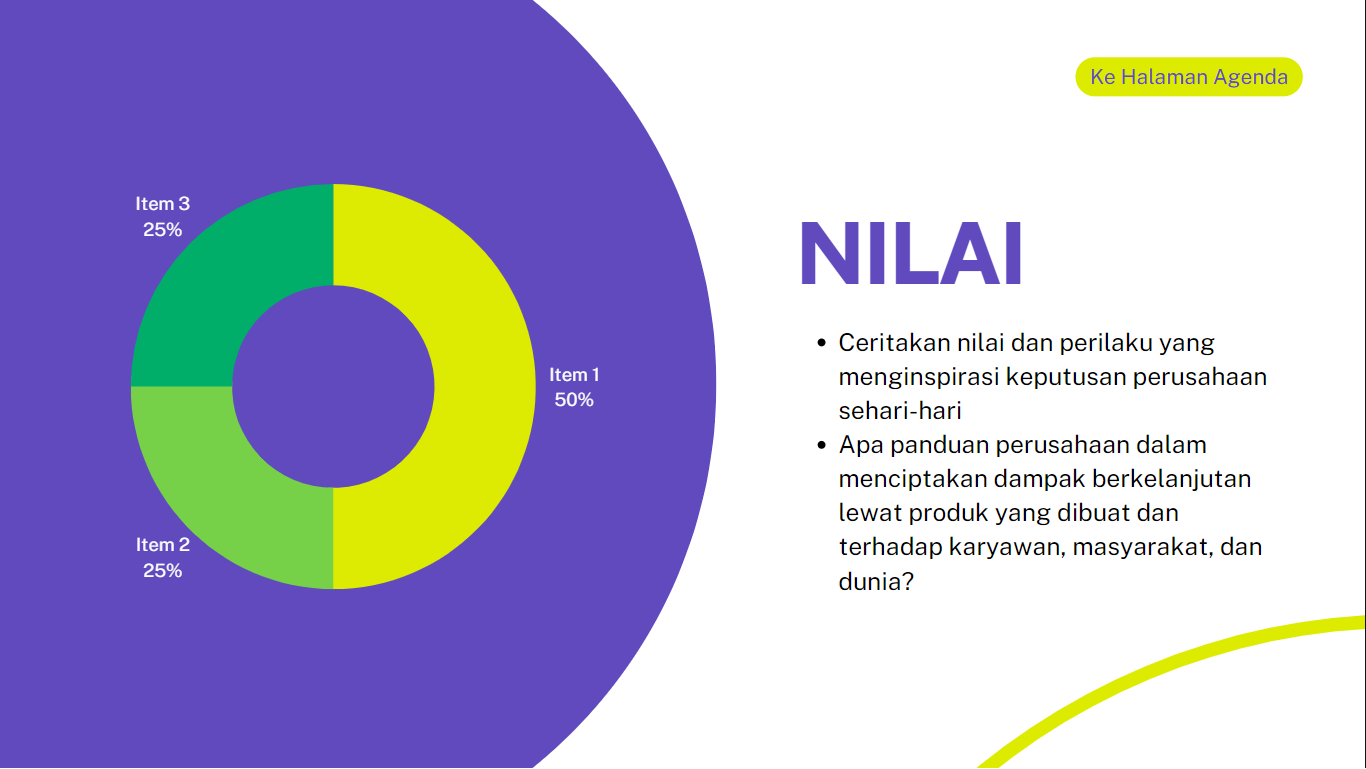 Ke Halaman Agenda
Item 3
25%
Item 1
50%
Item 2
25%
NILAI
• Ceritakan nilai dan perilaku yang
menginspirasi keputusan perusahaan
sehari-hari
• Apa panduan perusahaan dalam
menciptakan dampak berkelanjutan
lewat produk yang dibuat dan
terhadap karyawan, masyarakat, dan
dunia?